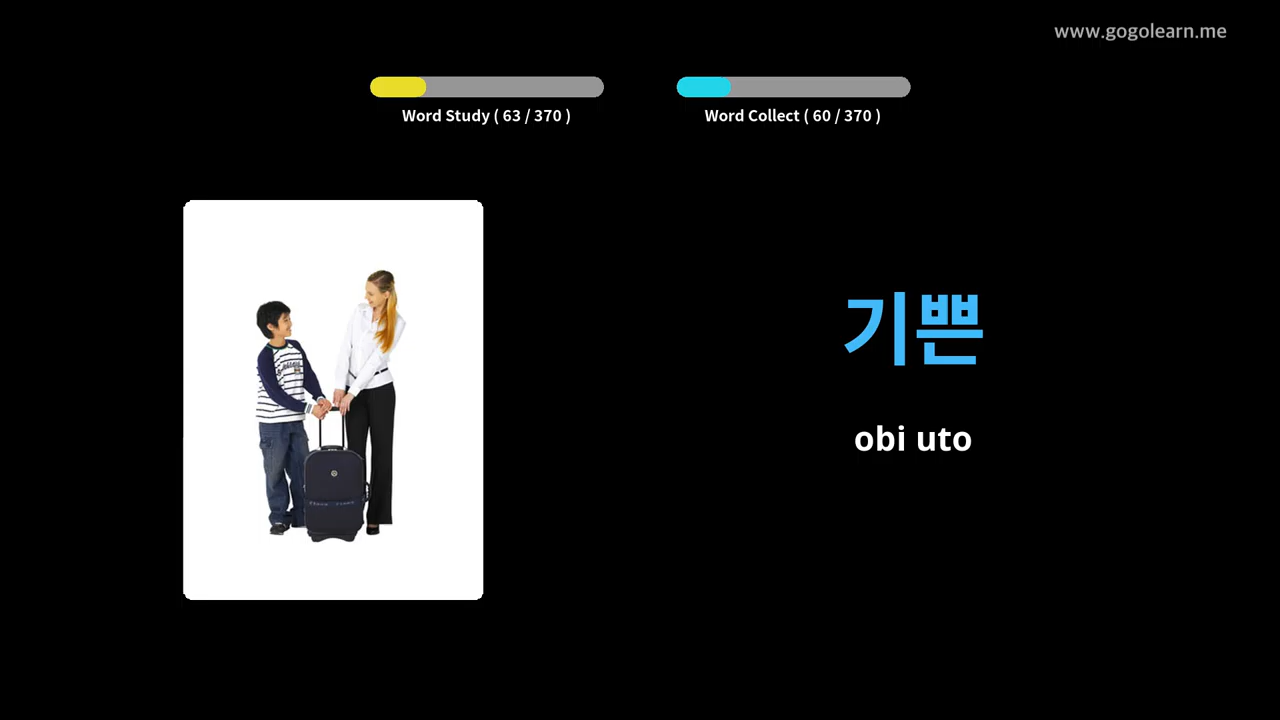 www.gogolearn.me
Word Study ( 63 / 370 )
Word Collect ( 60 / 370 )
기쁜
obi uto